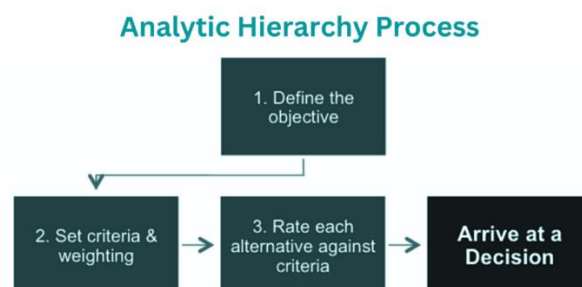 Analytic Hierarchy Process
1. Define the
objective
2. Set criteria &
weighting
3. Rate each
alternative against
criteria
Arrive at a
Decision